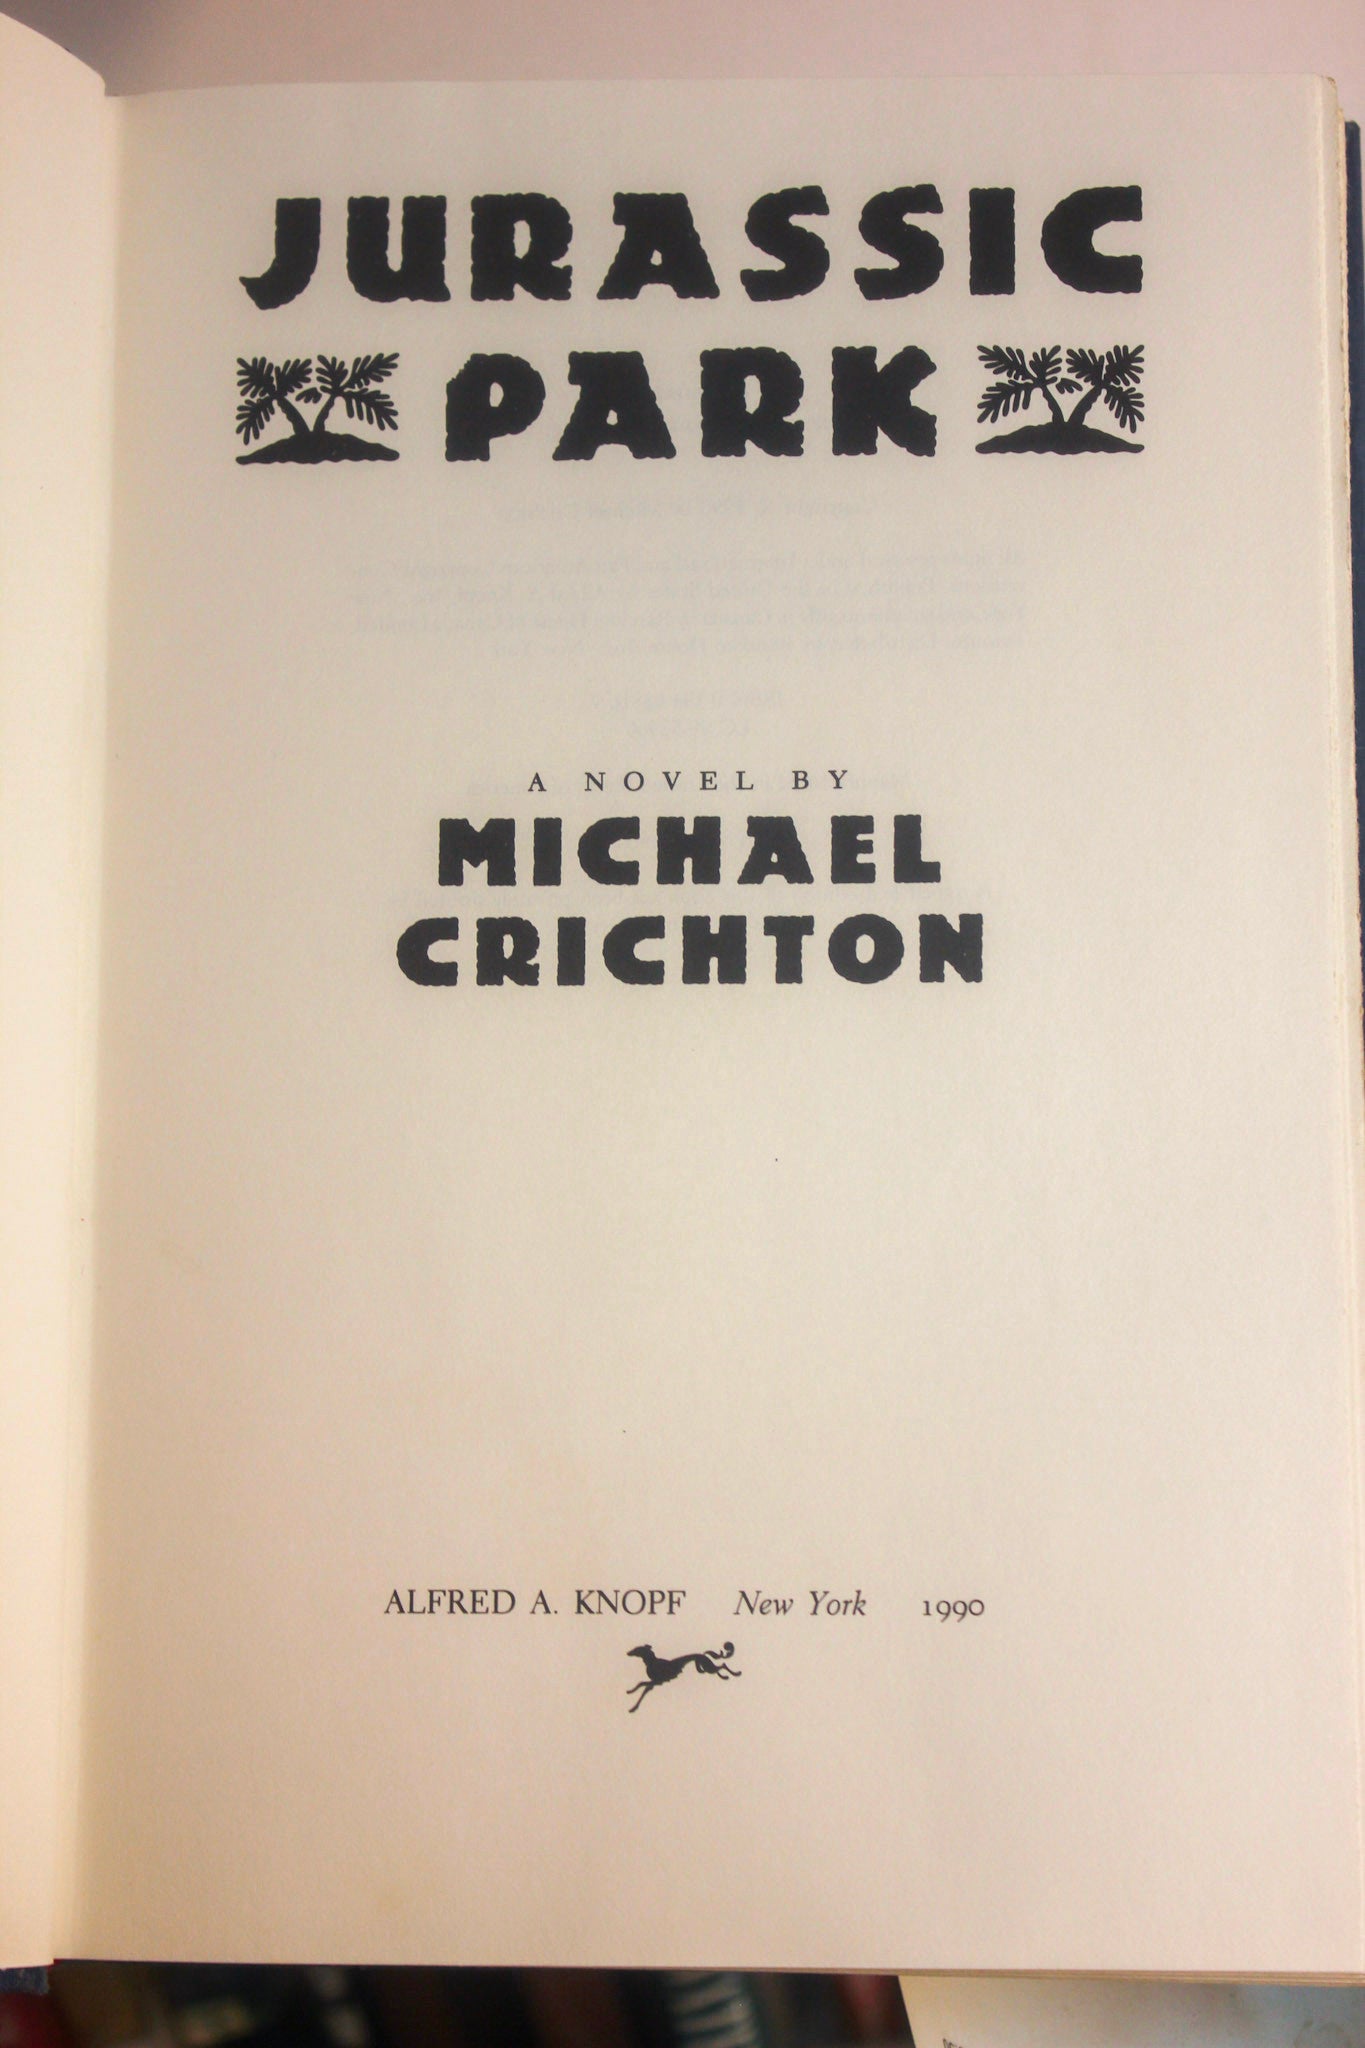 JURASSIC
PARK
A NOVEL BY
MICHAEL
CRICHTON
ALFRED A. KNOPF New York 1990